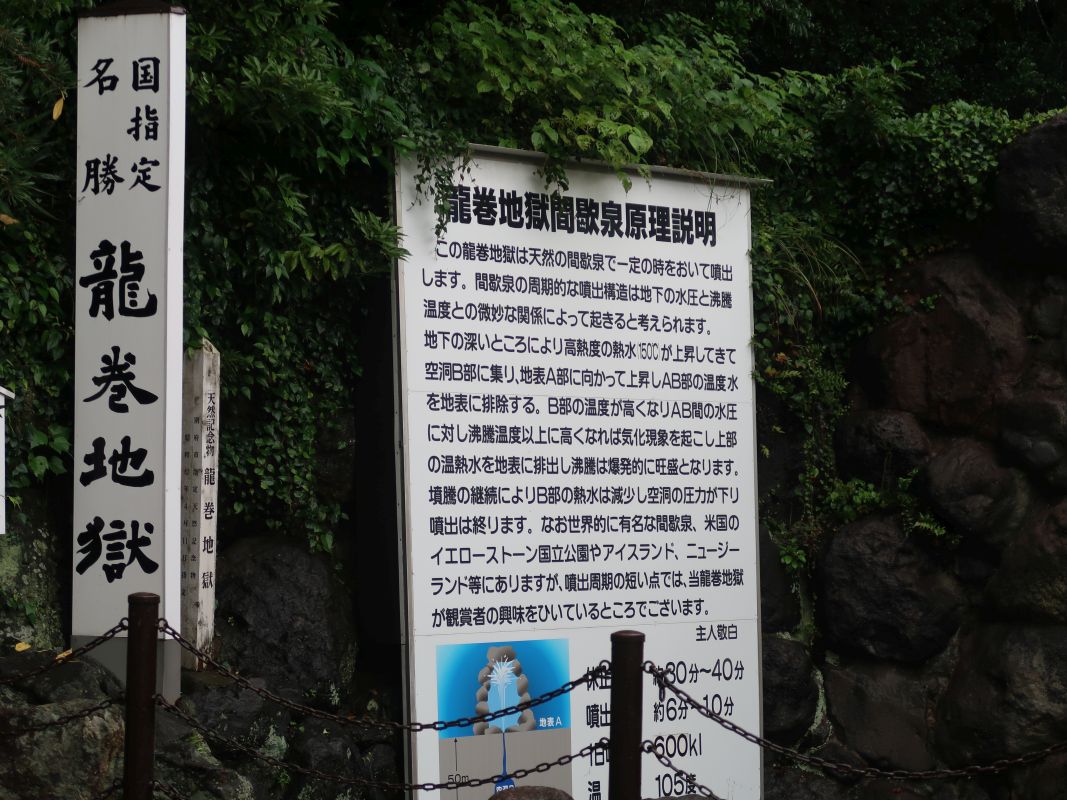 国指定
名勝
龍巻地獄
天然記念物 龍巻地獄
龍巻地獄間歇泉原理説明
この龍巻地獄は天然の間歇泉で一定の時をおいて噴出
します。間歇泉の周期的な噴出構造は地下の水圧と沸騰
温度との微妙な関係によって起きると考えられます。
地下の深いところにより高熱度の熱水(150℃)が上昇してきて
空洞B部に集り、地表A部に向かって上昇しAB部の温度水
を地表に排除する。B部の温度が高くなりAB間の水圧
に対し沸騰温度以上に高くなれば気化現象を起こし上部
の温熱水を地表に排出し沸騰は爆発的に旺盛となります。
墳騰の継続によりB部の熱水は減少し空洞の圧力が下り
噴出は終ります。なお世界的に有名な間歇泉、米国の
イエローストーン国立公園やアイスランド、ニュージー
ランド等にありますが、噴出周期の短い点では、当龍巻地獄
が観賞者の興味をひいているところでございます。
主人敬白
地表A
50m
休 約30分~40分
噴出 約6分~10分
1日 600kl
温 105度